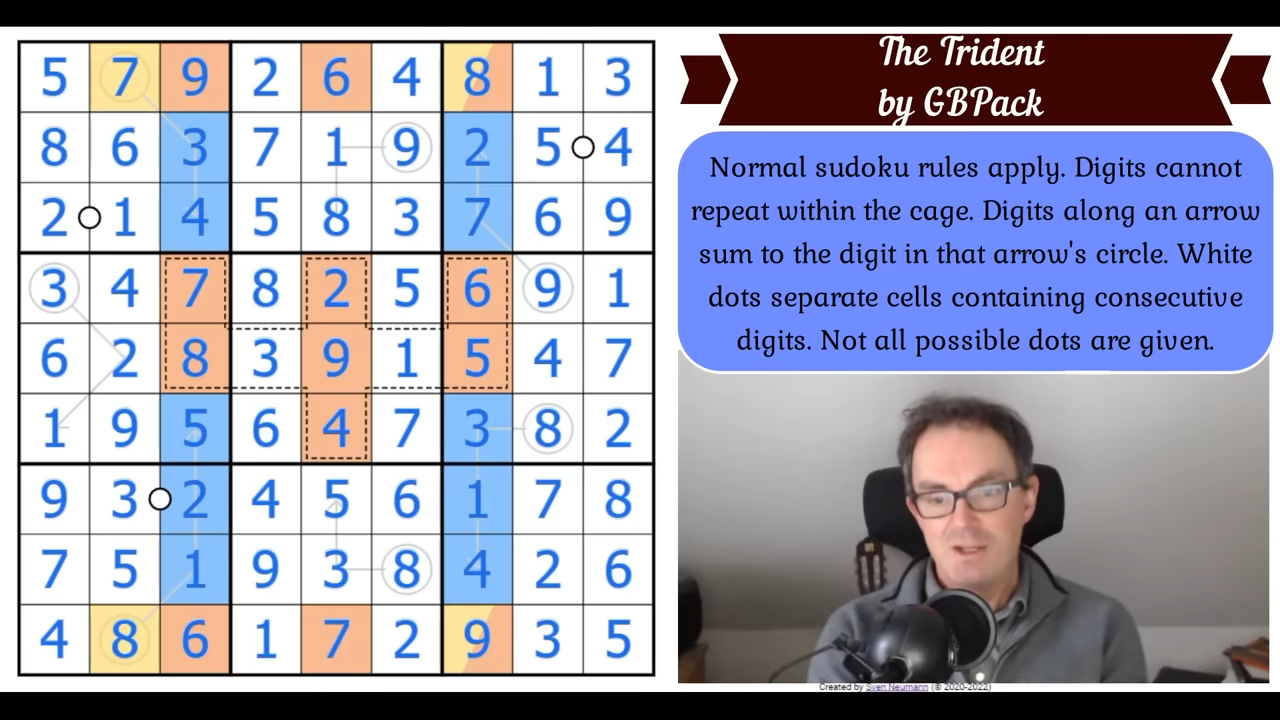 The Trident
by GBPack
Normal sudoku rules apply. Digits cannot
repeat within the cage. Digits along an arrow
sum to the digit in that arrow's circle. White
dots separate cells containing consecutive
digits. Not all possible dots are given.
5 7 9 2 6 4 8 1 3
8 6 3 7 1 9 2 5 4
2 1 4 5 8 3 7 6 9
3 4 7 8 2 5 6 9 1
6 2 8 3 9 1 5 4 7
1 9 5 6 4 7 3 8 2
9 3 2 4 5 6 1 7 8
7 5 1 9 3 8 4 2 6
4 8 6 1 7 2 9 3 5
Created by Sven Neumann (© 2020-2022)